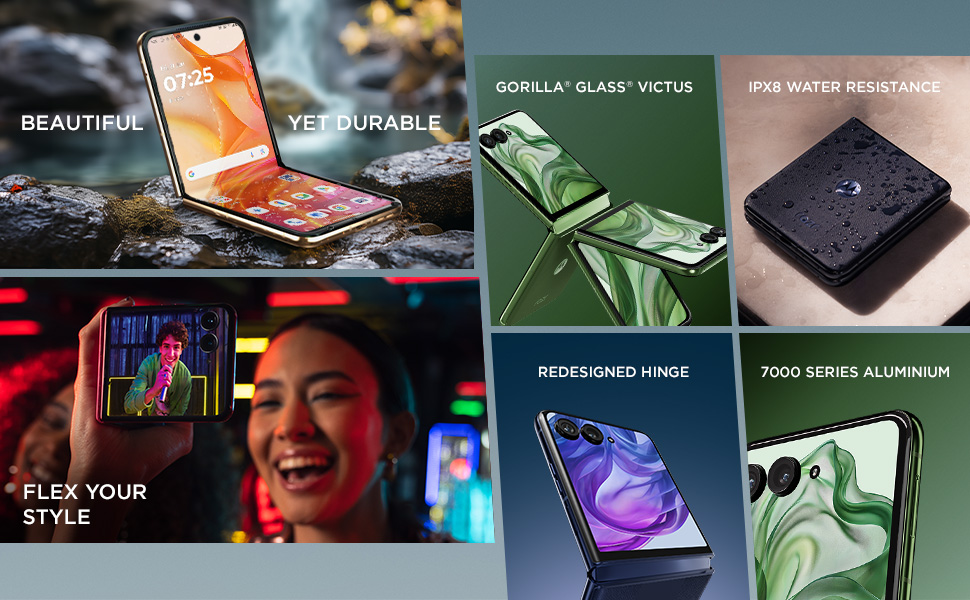 BEAUTIFUL
YET DURABLE
07:25
GORILLA® GLASS® VICTUS
IPX8 WATER RESISTANCE
FLEX YOUR
STYLE
REDESIGNED HINGE
7000 SERIES ALUMINIUM